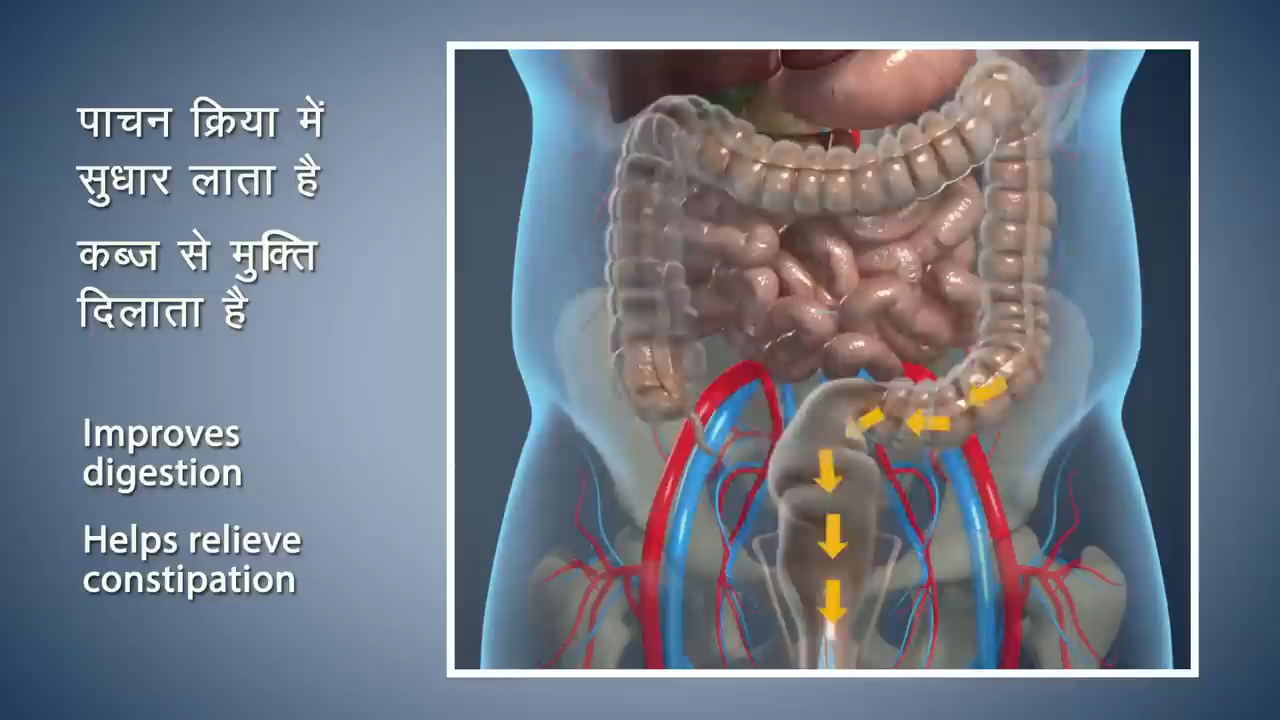 पाचन क्रिया में
सुधार लाता है
कब्ज से मुक्ति
दिलाता है
Improves
digestion
Helps relieve
constipation